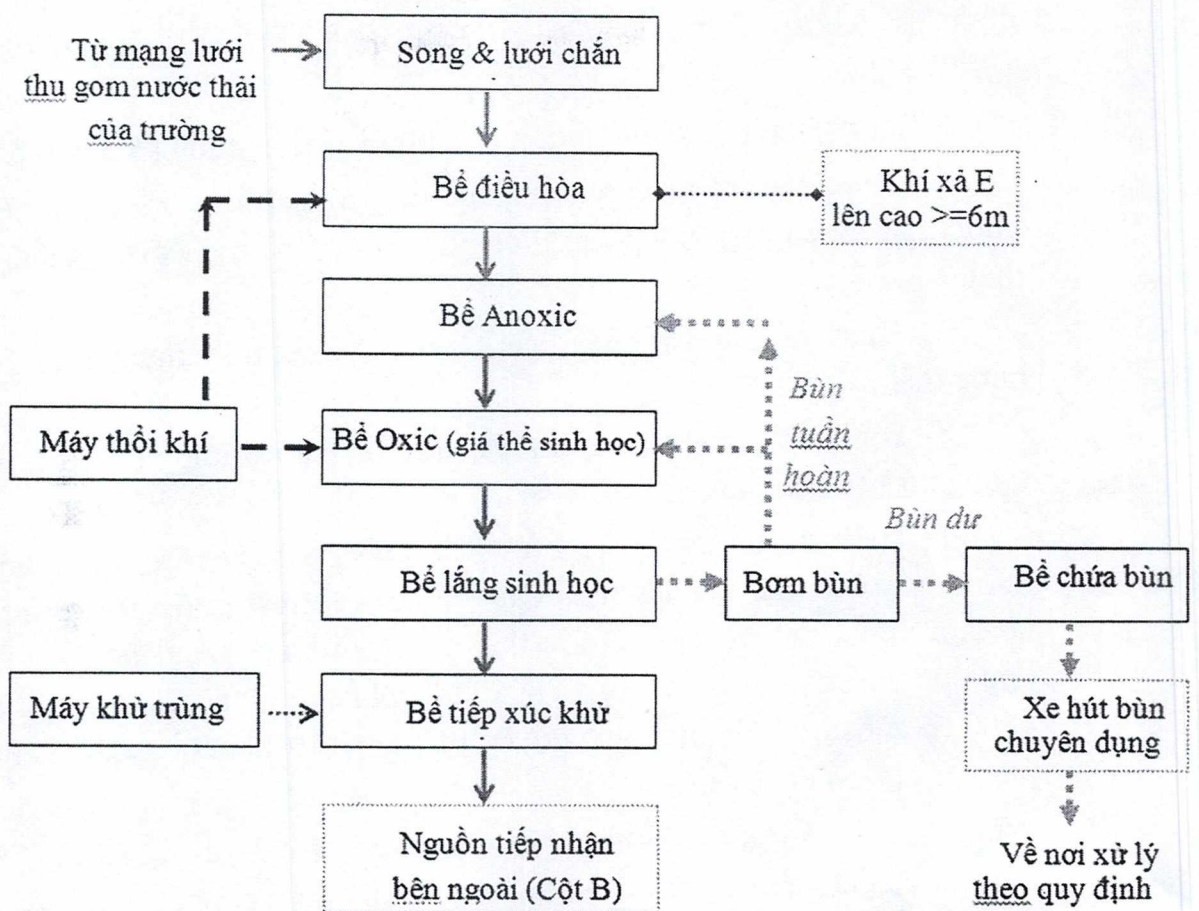 Từ mạng lưới
thu gom nước thải
của trường
Song & lưới chắn
Bể điều hòa
Khí xả E
lên cao >=6m
Bể Anoxic
Bùn
tuần
hoàn
Máy thổi khí
Bể Oxic (giá thể sinh học)
Bùn dư
Bể lắng sinh học
Bơm bùn
Bể chứa bùn
Máy khử trùng
Bể tiếp xúc khử
Xe hút bùn
chuyên dụng
Nguồn tiếp nhận
bên ngoài (Cột B)
Về nơi xử lý
theo quy định